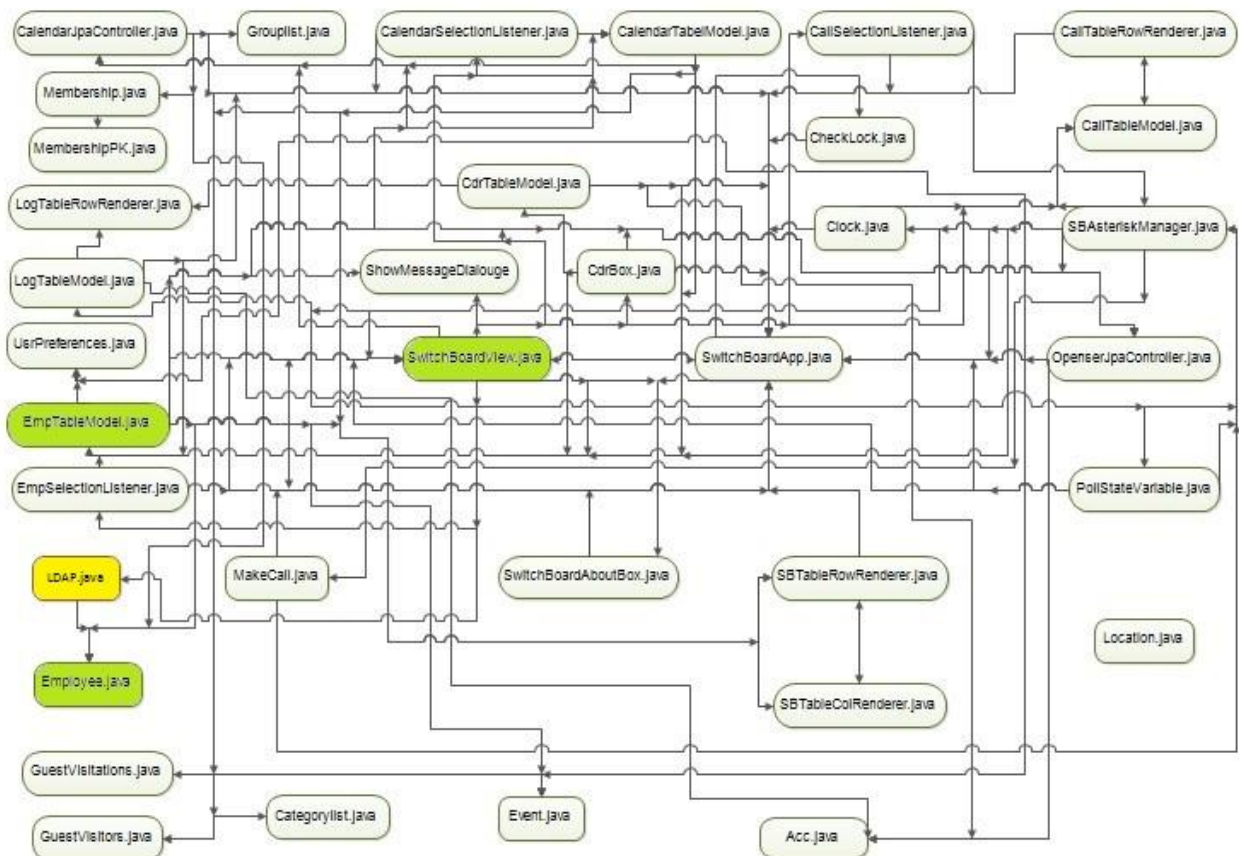 CalendarJpaController.java
Grouplist.java
CalendarSelectionListener.java
CalendarTabelModel.java
CallSelectionListener.java
CallTableRowRenderer.java
Membership.java
MembershipPK.java
CheckLock.java
CallTableModel.java
LogTableRowRenderer.java
CdrTableModel.java
Clock.java
SBAsteriskManager.java
LogTableModel.java
ShowMessageDialouge
CdrBox.java
UsrPreferences.java
SwitchBoardView.java
SwitchBoardApp.java
OpenserJpaController.java
EmpTableModel.java
EmpSelectionListener.java
PollStateVariable.java
LDAP.java
MakeCall.java
SwitchBoardAboutBox.java
SBTableRowRenderer.java
Location.java
Employee.java
SBTableColRenderer.java
GuestVisitations.java
Categorylist.java
Event.java
GuestVisitors.java
Acc.java